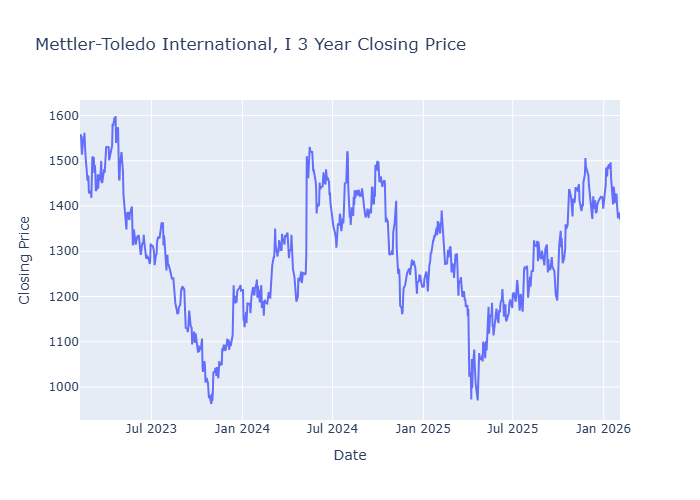 Mettler-Toledo International, I 3 Year Closing Price
1600
1500
1400
1300
1200
1100
1000
Closing Price
Jul 2023
Jan 2024
Jul 2024
Jan 2025
Jul 2025
Jan 2026
Date